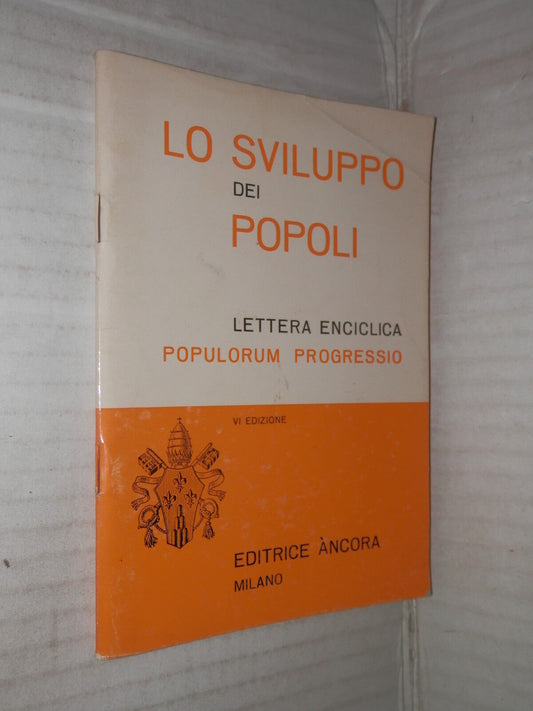 LO SVILUPPO
DEI
POPOLI
LETTERA ENCICLICA
POPULORUM PROGRESSIO
VI EDIZIONE
EDITRICE ÀNCORA
MILANO